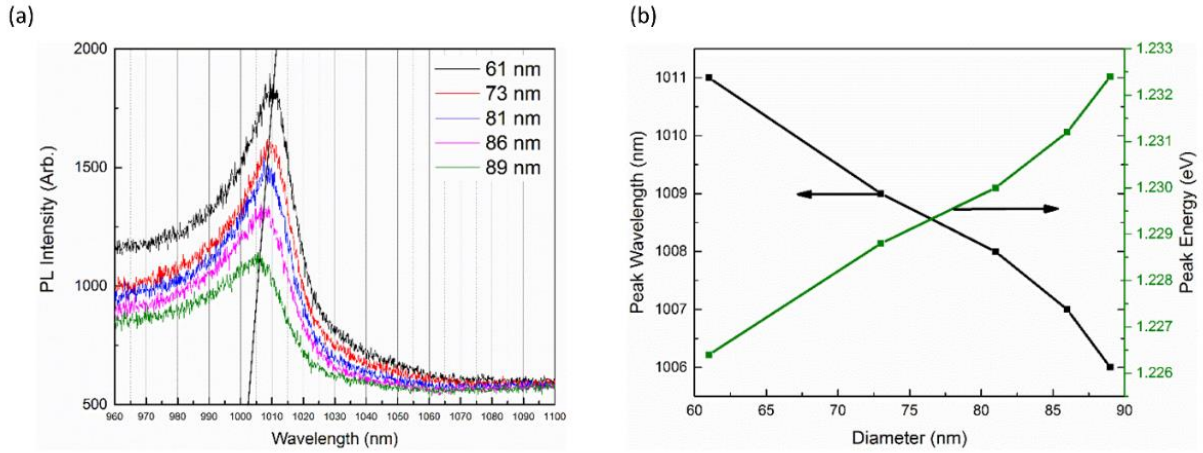 (a)
2000
1500
1000
500
PL Intensity (Arb.)
61 nm
73 nm
81 nm
86 nm
89 nm
960 970 980 990 1000 1010 1020 1030 1040 1050 1060 1070 1080 1090 1100
Wavelength (nm)
(b)
1011
1010
1009
1008
1007
1006
Peak Wavelength (nm)
60 65 70 75 80 85 90
Diameter (nm)
1.233
1.232
1.231
1.230
1.229
1.228
1.227
1.226
Peak Energy (eV)